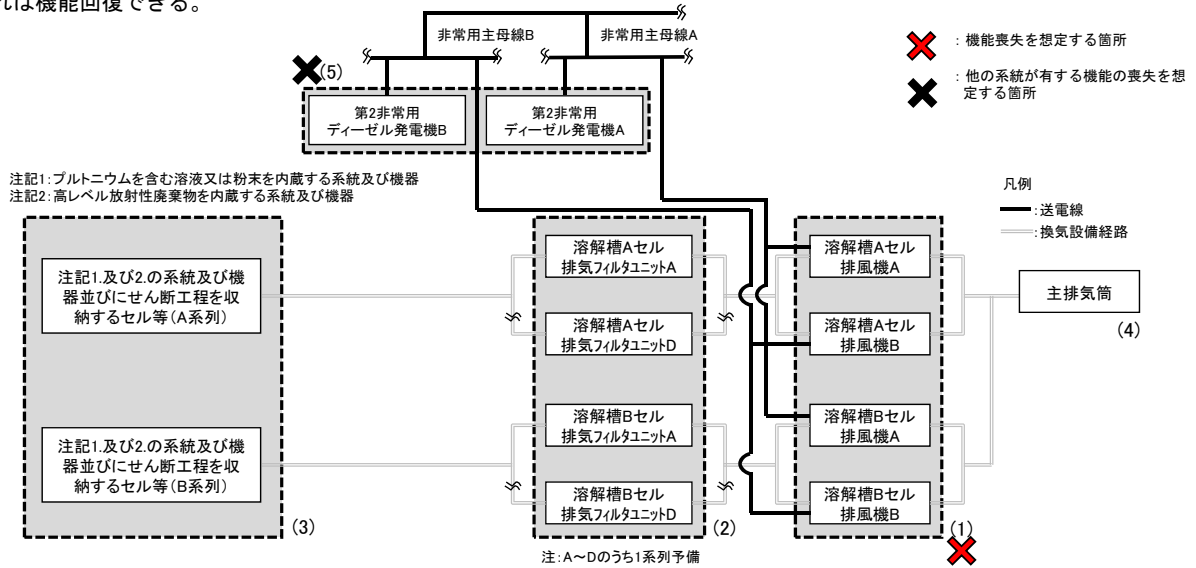 れは機能回復できる。
非常用主母線B
非常用主母線A
:機能喪失を想定する箇所
:他の系統が有する機能の喪失を想
定する箇所
(5)
第2非常用
ディーゼル発電機B
第2非常用
ディーゼル発電機A
注記1:プルトニウムを含む溶液又は粉末を内蔵する系統及び機器
注記2:高レベル放射性廃棄物を内蔵する系統及び機器
凡例
:送電線
:換気設備経路
注記1.及び2.の系統及び機
器並びにせん断工程を収
納するセル等(A系列)
溶解槽Aセル
排気フィルタユニットA
溶解槽Aセル
排風機A
主排気筒
(4)
溶解槽Aセル
排気フィルタユニットD
溶解槽Aセル
排風機B
注記1.及び2.の系統及び機
器並びにせん断工程を収
納するセル等(B系列)
溶解槽Bセル
排気フィルタユニットA
溶解槽Bセル
排風機A
溶解槽Bセル
排気フィルタユニットD
溶解槽Bセル
排風機B
(3)
(2)
(1)
注:A~Dのうち1系列予備